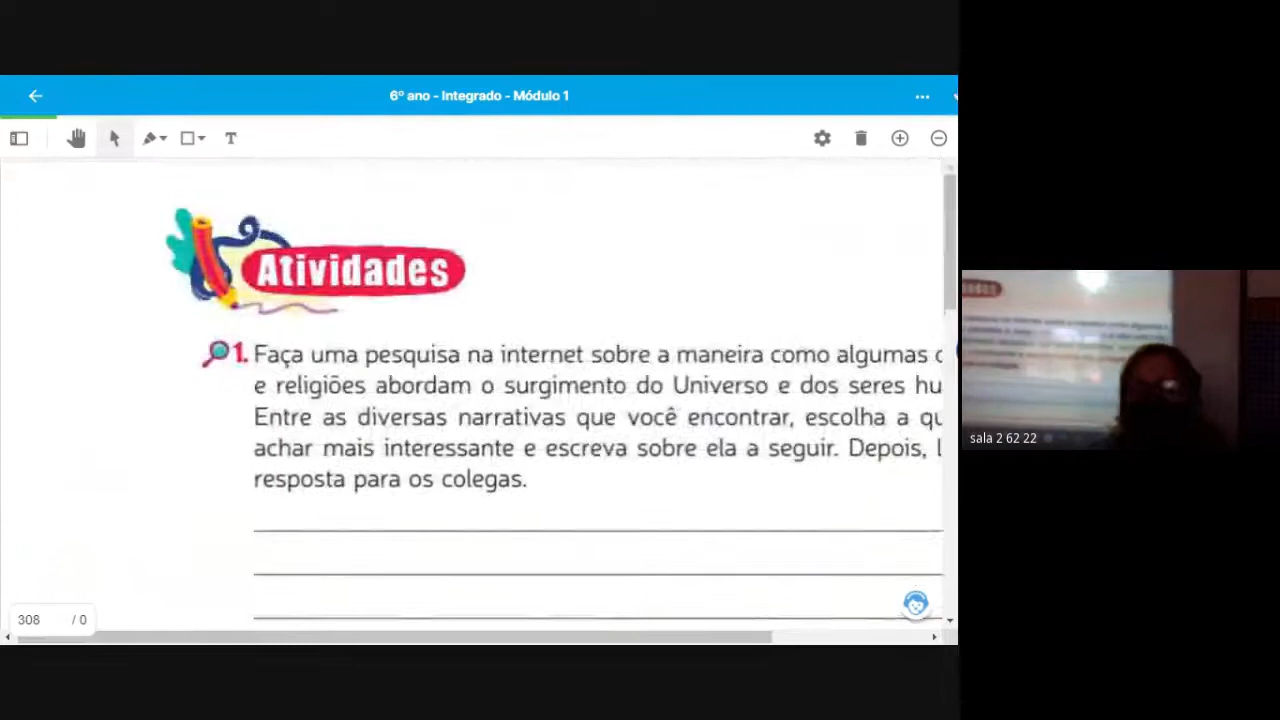 6º ano - Integrado - Módulo 1
T
Atividades
1. Faça uma pesquisa na internet sobre a maneira como algumas
e religiões abordam o surgimento do Universo e dos seres hu
Entre as diversas narrativas que você encontrar, escolha a qu
achar mais interessante e escreva sobre ela a seguir. Depois, l
resposta para os colegas.
308 / 0
sala 2 62 22